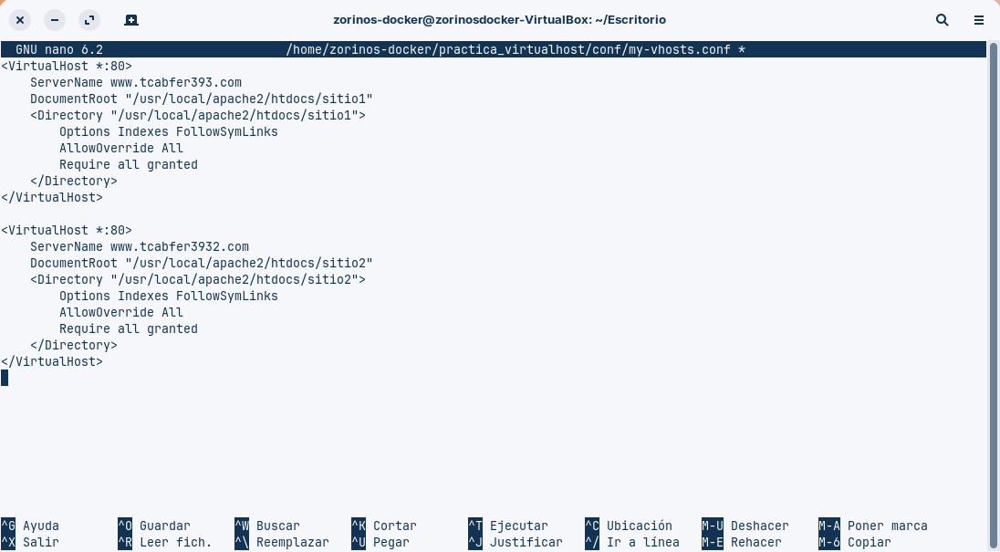 zorinos-docker@zorinosdocker-VirtualBox: ~/Escritorio
GNU nano 6.2 /home/zorinos-docker/practica_virtualhost/conf/my-vhosts.conf *
<VirtualHost *:80>
    ServerName www.tcabfer393.com
    DocumentRoot "/usr/local/apache2/htdocs/sitio1"
    <Directory "/usr/local/apache2/htdocs/sitio1">
        Options Indexes FollowSymLinks
        AllowOverride All
        Require all granted
    </Directory>
</VirtualHost>

<VirtualHost *:80>
    ServerName www.tcabfer3932.com
    DocumentRoot "/usr/local/apache2/htdocs/sitio2"
    <Directory "/usr/local/apache2/htdocs/sitio2">
        Options Indexes FollowSymLinks
        AllowOverride All
        Require all granted
    </Directory>
</VirtualHost>

^G Ayuda ^O Guardar ^W Buscar ^K Cortar ^T Ejecutar ^C Ubicación M-U Deshacer M-A Poner marca
^X Salir ^R Leer fich. ^\ Reemplazar ^U Pegar ^J Justificar ^/ Ir a línea M-E Rehacer M-6 Copiar